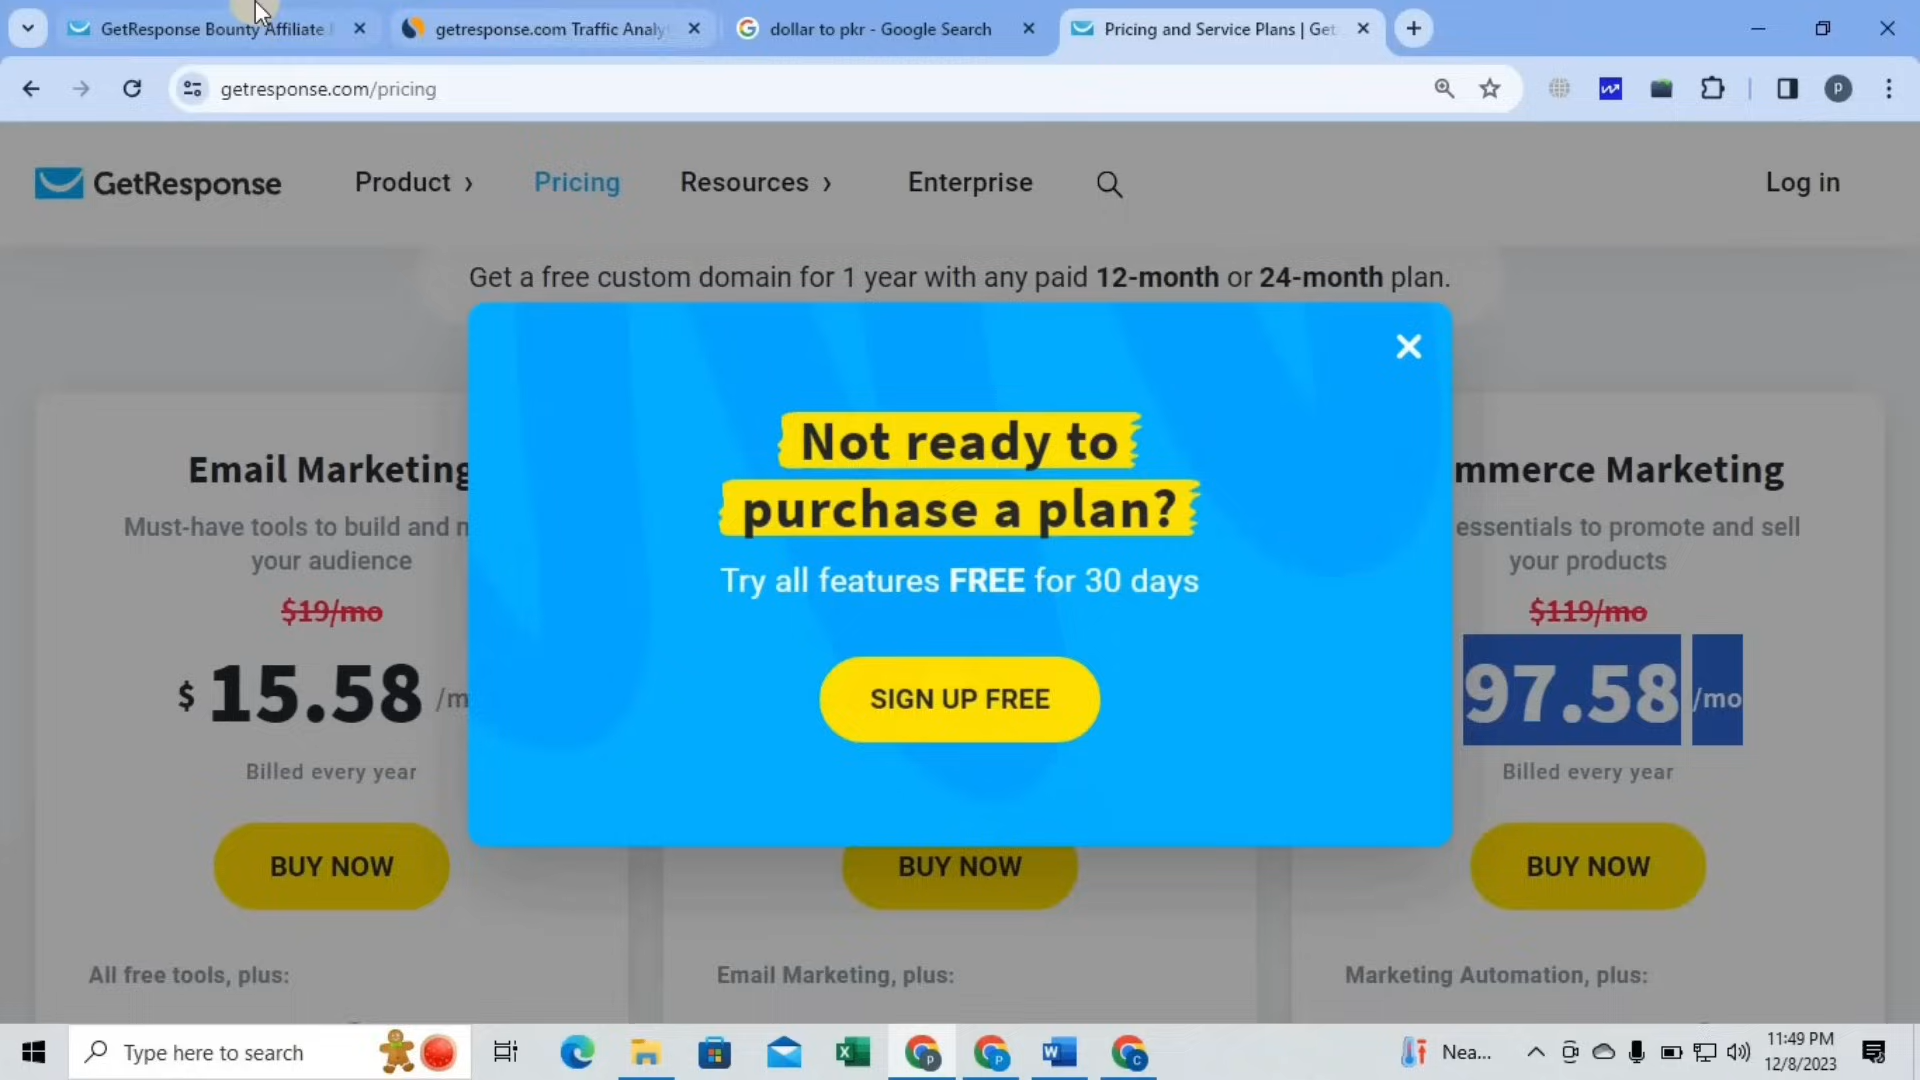 GetResponse Bounty Affiliate
getresponse.com Traffic Analy
dollar to pkr - Google Search
Pricing and Service Plans | Get
getresponse.com/pricing
P
GetResponse
Product
Pricing
Resources
Enterprise
Log in
Get a free custom domain for 1 year with any paid 12-month or 24-month plan.
Not ready to
purchase a plan?
Try all features FREE for 30 days
SIGN UP FREE
Email Marketing
Must-have tools to build and
your audience
$19/mo
$ 15.58 /m
Billed every year
BUY NOW
All free tools, plus:
BUY NOW
Email Marketing, plus:
mmerce Marketing
essentials to promote and sell
your products
$119/mo
97.58 /mo
Billed every year
BUY NOW
Marketing Automation, plus:
Type here to search
Nea...
11:49 PM
12/8/2023